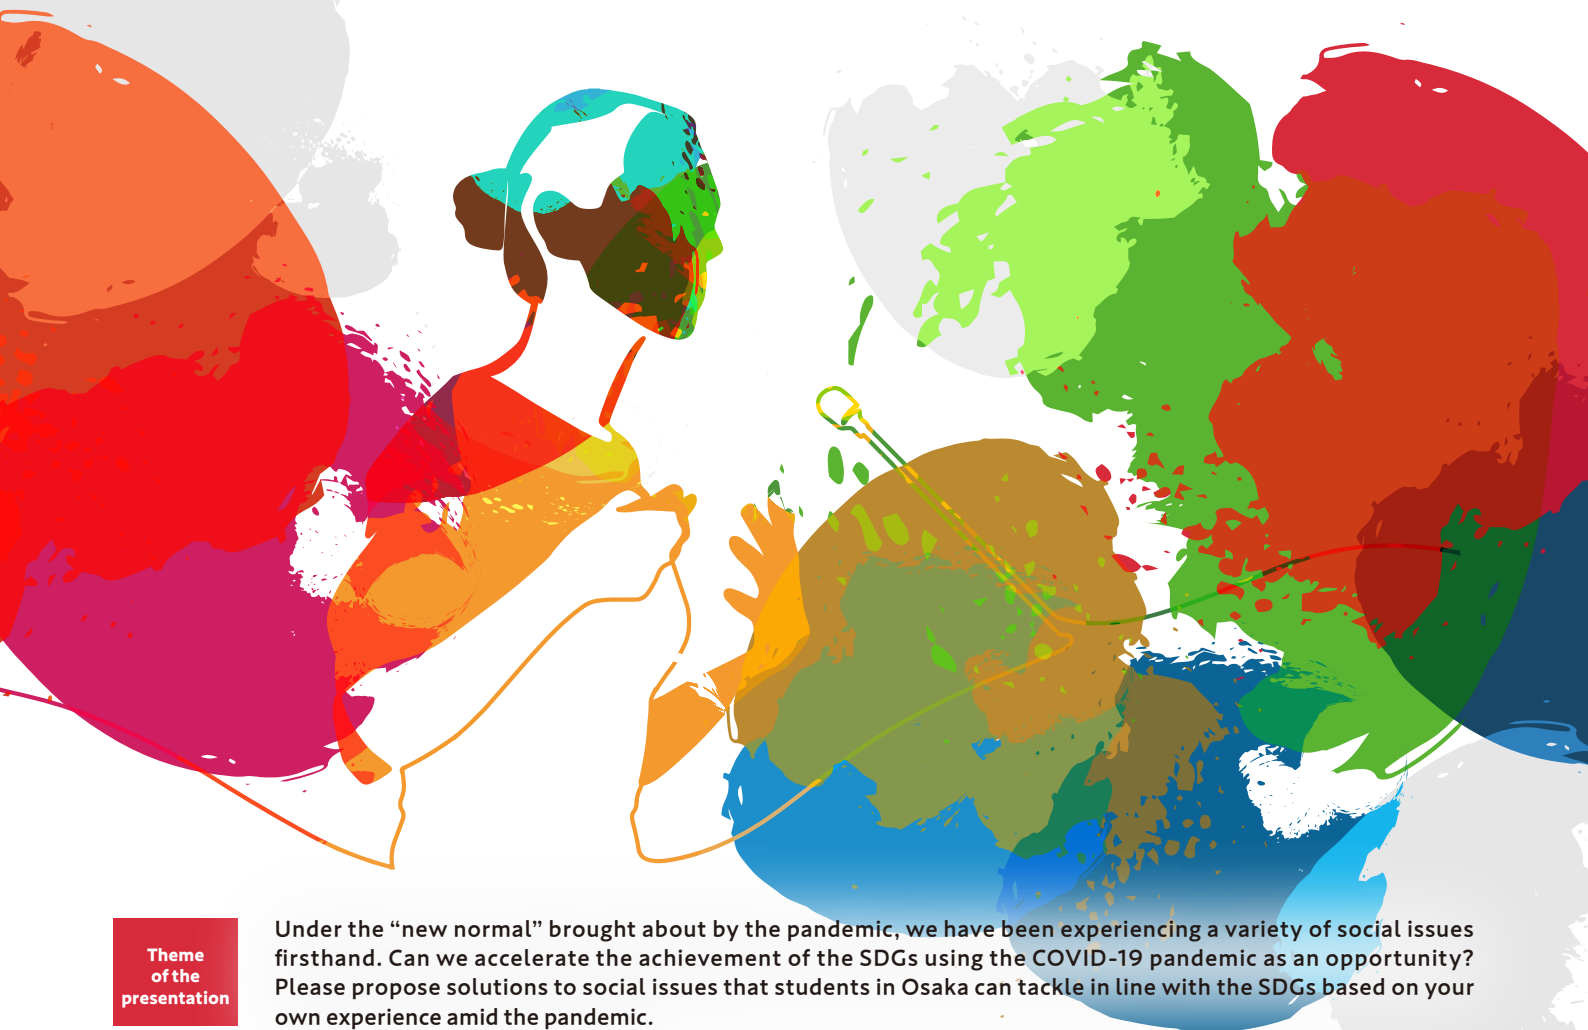 Theme
of the
presentation
Under the “new normal” brought about by the pandemic, we have been experiencing a variety of social issues
firsthand. Can we accelerate the achievement of the SDGs using the COVID-19 pandemic as an opportunity?
Please propose solutions to social issues that students in Osaka can tackle in line with the SDGs based on your
own experience amid the pandemic.